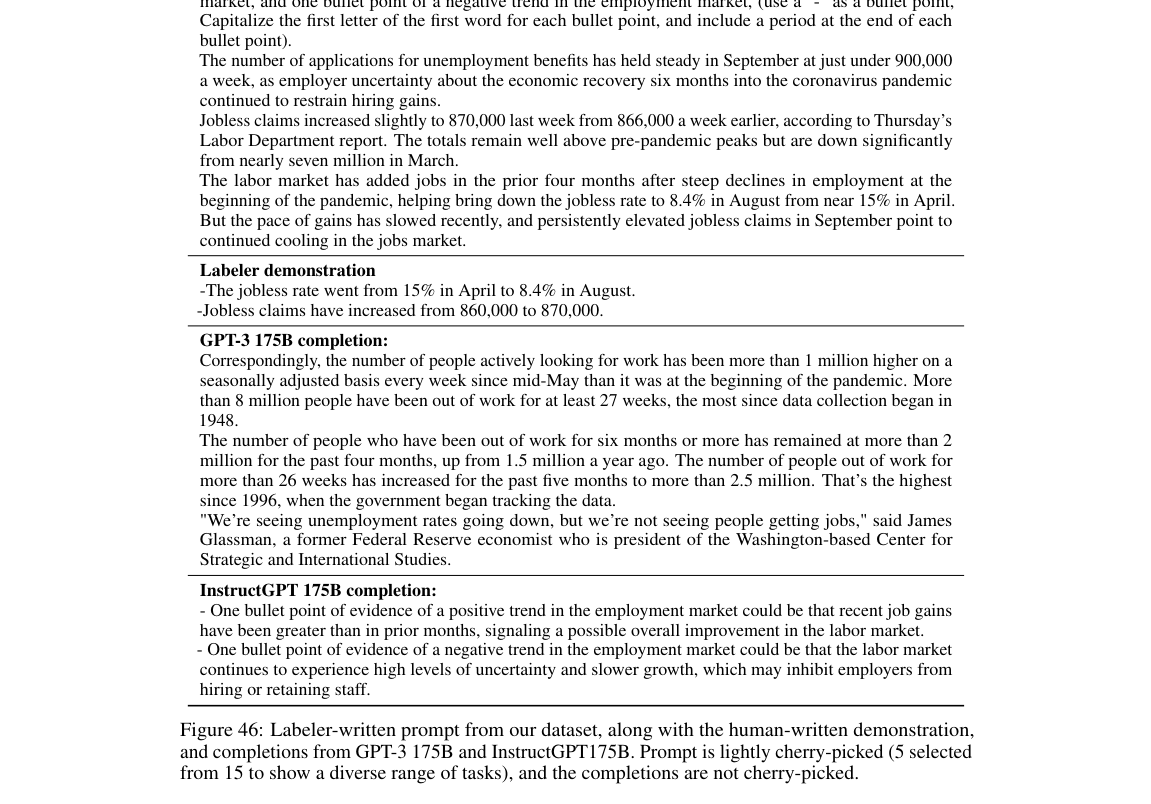 market, and one bullet point of a negative trend in the employment market, (use a "-" as a bullet point,
Capitalize the first letter of the first word for each bullet point, and include a period at the end of each
bullet point).
The number of applications for unemployment benefits has held steady in September at just under 900,000
a week, as employer uncertainty about the economic recovery six months into the coronavirus pandemic
continued to restrain hiring gains.
Jobless claims increased slightly to 870,000 last week from 866,000 a week earlier, according to Thursday's
Labor Department report. The totals remain well above pre-pandemic peaks but are down significantly
from nearly seven million in March.
The labor market has added jobs in the prior four months after steep declines in employment at the
beginning of the pandemic, helping bring down the jobless rate to 8.4% in August from near 15% in April.
But the pace of gains has slowed recently, and persistently elevated jobless claims in September point to
continued cooling in the jobs market.
Labeler demonstration
-The jobless rate went from 15% in April to 8.4% in August.
-Jobless claims have increased from 860,000 to 870,000.
GPT-3 175B completion:
Correspondingly, the number of people actively looking for work has been more than 1 million higher on a
seasonally adjusted basis every week since mid-May than it was at the beginning of the pandemic. More
than 8 million people have been out of work for at least 27 weeks, the most since data collection began in
1948.
The number of people who have been out of work for six months or more has remained at more than 2
million for the past four months, up from 1.5 million a year ago. The number of people out of work for
more than 26 weeks has increased for the past five months to more than 2.5 million. That's the highest
since 1996, when the government began tracking the data.
"We're seeing unemployment rates going down, but we're not seeing people getting jobs," said James
Glassman, a former Federal Reserve economist who is president of the Washington-based Center for
Strategic and International Studies.
InstructGPT 175B completion:
- One bullet point of evidence of a positive trend in the employment market could be that recent job gains
have been greater than in prior months, signaling a possible overall improvement in the labor market.
- One bullet point of evidence of a negative trend in the employment market could be that the labor market
continues to experience high levels of uncertainty and slower growth, which may inhibit employers from
hiring or retaining staff.
Figure 46: Labeler-written prompt from our dataset, along with the human-written demonstration,
and completions from GPT-3 175B and InstructGPT175B. Prompt is lightly cherry-picked (5 selected
from 15 to show a diverse range of tasks), and the completions are not cherry-picked.